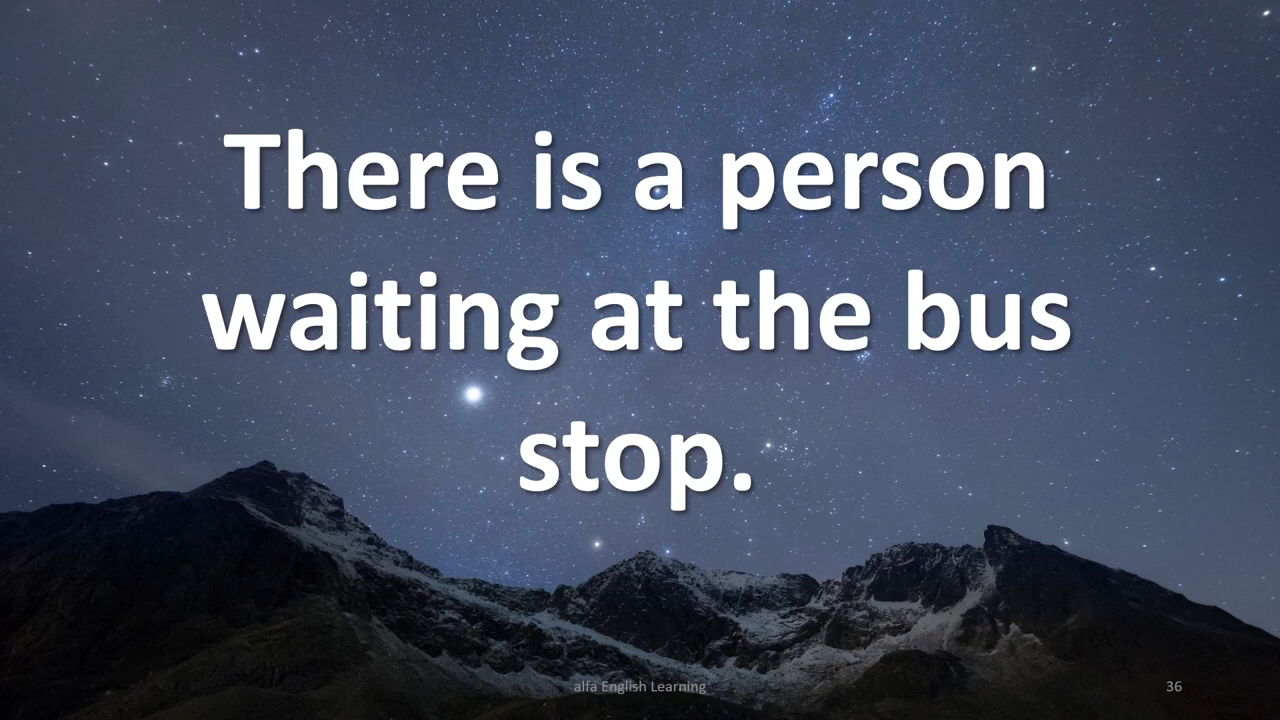 There is a person
waiting at the bus
stop.
alfa English Learning
36